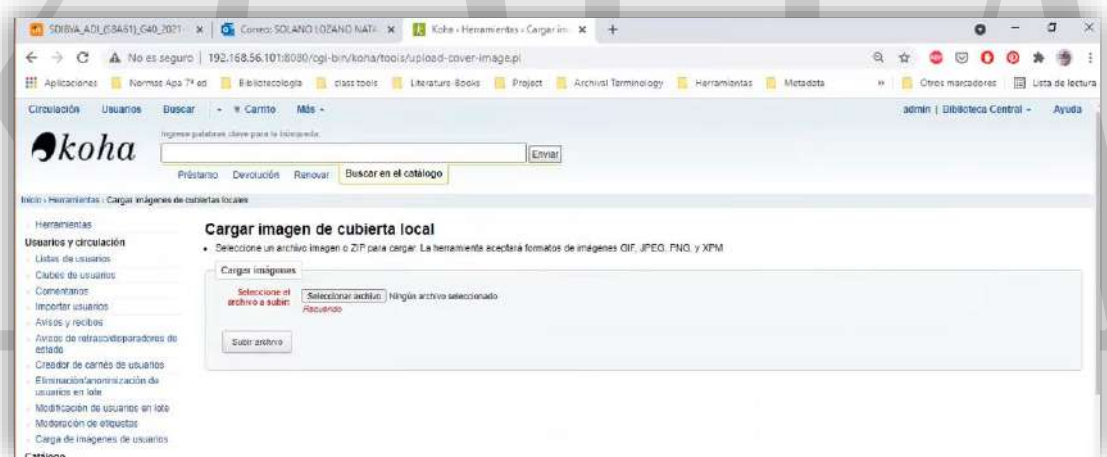 SDIBVA_ADI_(SBA61)_G40_2021- Correo: SOLANO LOZANO NATA Koha › Herramientas › Cargar im
No es seguro | 192.168.56.101:8080/cgi-bin/koha/tools/upload-cover-image.pl
Aplicaciones Normas Apa 7ª ed Bibliotecología class tools Literature-Books Project Archival Terminology Herramientas Metadata » Otros marcadores Lista de lectura
Circulación Usuarios Buscar Carrito Más admin | Biblioteca Central Ayuda
koha
Ingrese palabras clave para la búsqueda:
Enviar
Préstamo Devolución Renovar Buscar en el catálogo
Inicio › Herramientas › Cargar imágenes de cubiertas locales
Herramientas
Usuarios y circulación
Listas de usuarios
Clubes de usuarios
Comentarios
Importar usuarios
Avisos y recibos
Avisos de retraso/disparadores de estado
Creador de carnés de usuarios
Eliminación/anonimización de usuarios en lote
Modificación de usuarios en lote
Moderación de etiquetas
Carga de imágenes de usuarios
Catálogo
Cargar imagen de cubierta local
• Seleccione un archivo imagen o ZIP para cargar. La herramienta aceptará formatos de imágenes GIF, JPEG, PNG, y XPM
Cargar imágenes
Seleccione el archivo a subir: Seleccionar archivo Ningún archivo seleccionado
Requerido
Subir archivo